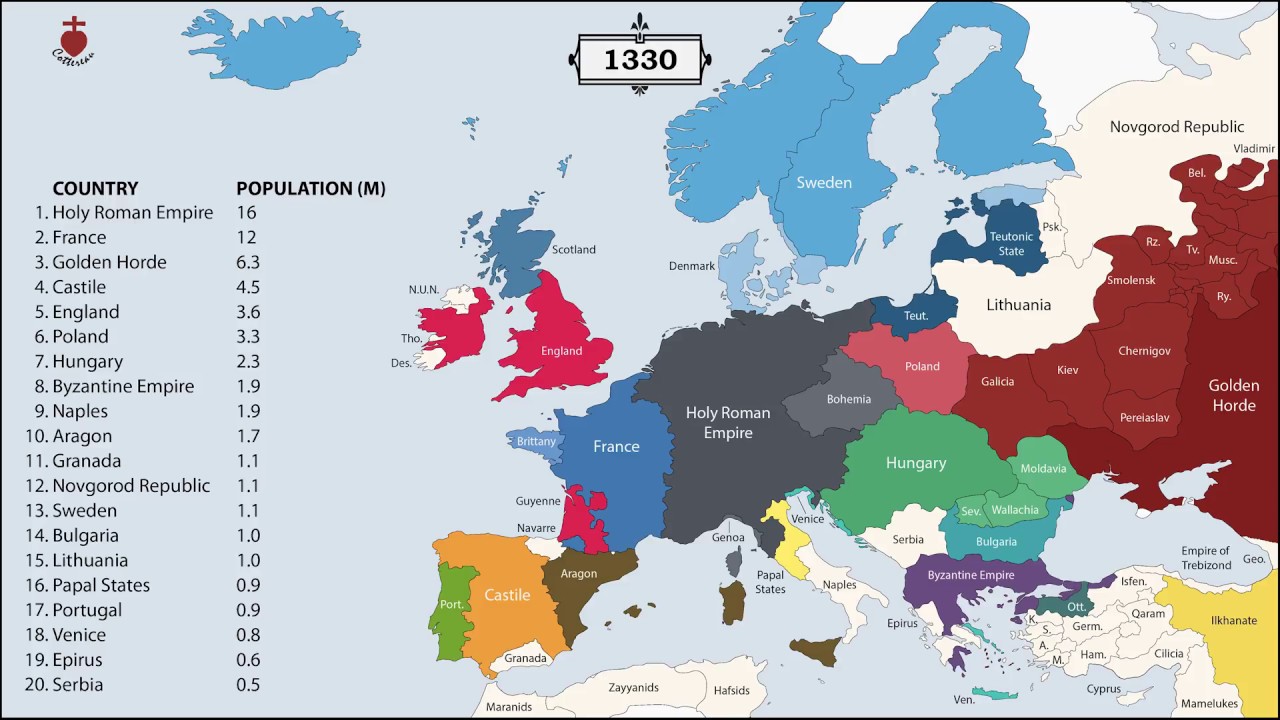 Catterina
1330
COUNTRY POPULATION (M)
1. Holy Roman Empire 16
2. France 12
3. Golden Horde 6.3
4. Castile 4.5
5. England 3.6
6. Poland 3.3
7. Hungary 2.3
8. Byzantine Empire 1.9
9. Naples 1.9
10. Aragon 1.7
11. Granada 1.1
12. Novgorod Republic 1.1
13. Sweden 1.1
14. Bulgaria 1.0
15. Lithuania 1.0
16. Papal States 0.9
17. Portugal 0.9
18. Venice 0.8
19. Epirus 0.6
20. Serbia 0.5
Novgorod Republic
Vladimir
Bel.
Sweden
Psk.
Teutonic
State
Rz.
Tv.
Musc.
Scotland
Denmark
Smolensk
Ry.
N.U.N.
Lithuania
Teut.
Tho.
Des.
England
Poland
Galicia
Kiev
Chernigov
Golden
Horde
Bohemia
Holy Roman
Empire
Pereiaslav
Brittany
France
Hungary
Moldavia
Guyenne
Navarre
Genoa
Venice
Sev.
Wallachia
Serbia
Bulgaria
Empire of
Trebizond
Geo.
Aragon
Papal
States
Naples
Byzantine Empire
Isfen.
Port.
Castile
Ott.
Qaram
Ilkhanate
Epirus
K.
S.
Germ.
A.
M.
Ham.
Cilicia
Granada
Zayyanids
Hafsids
Maranids
Ven.
Cyprus
Mamelukes